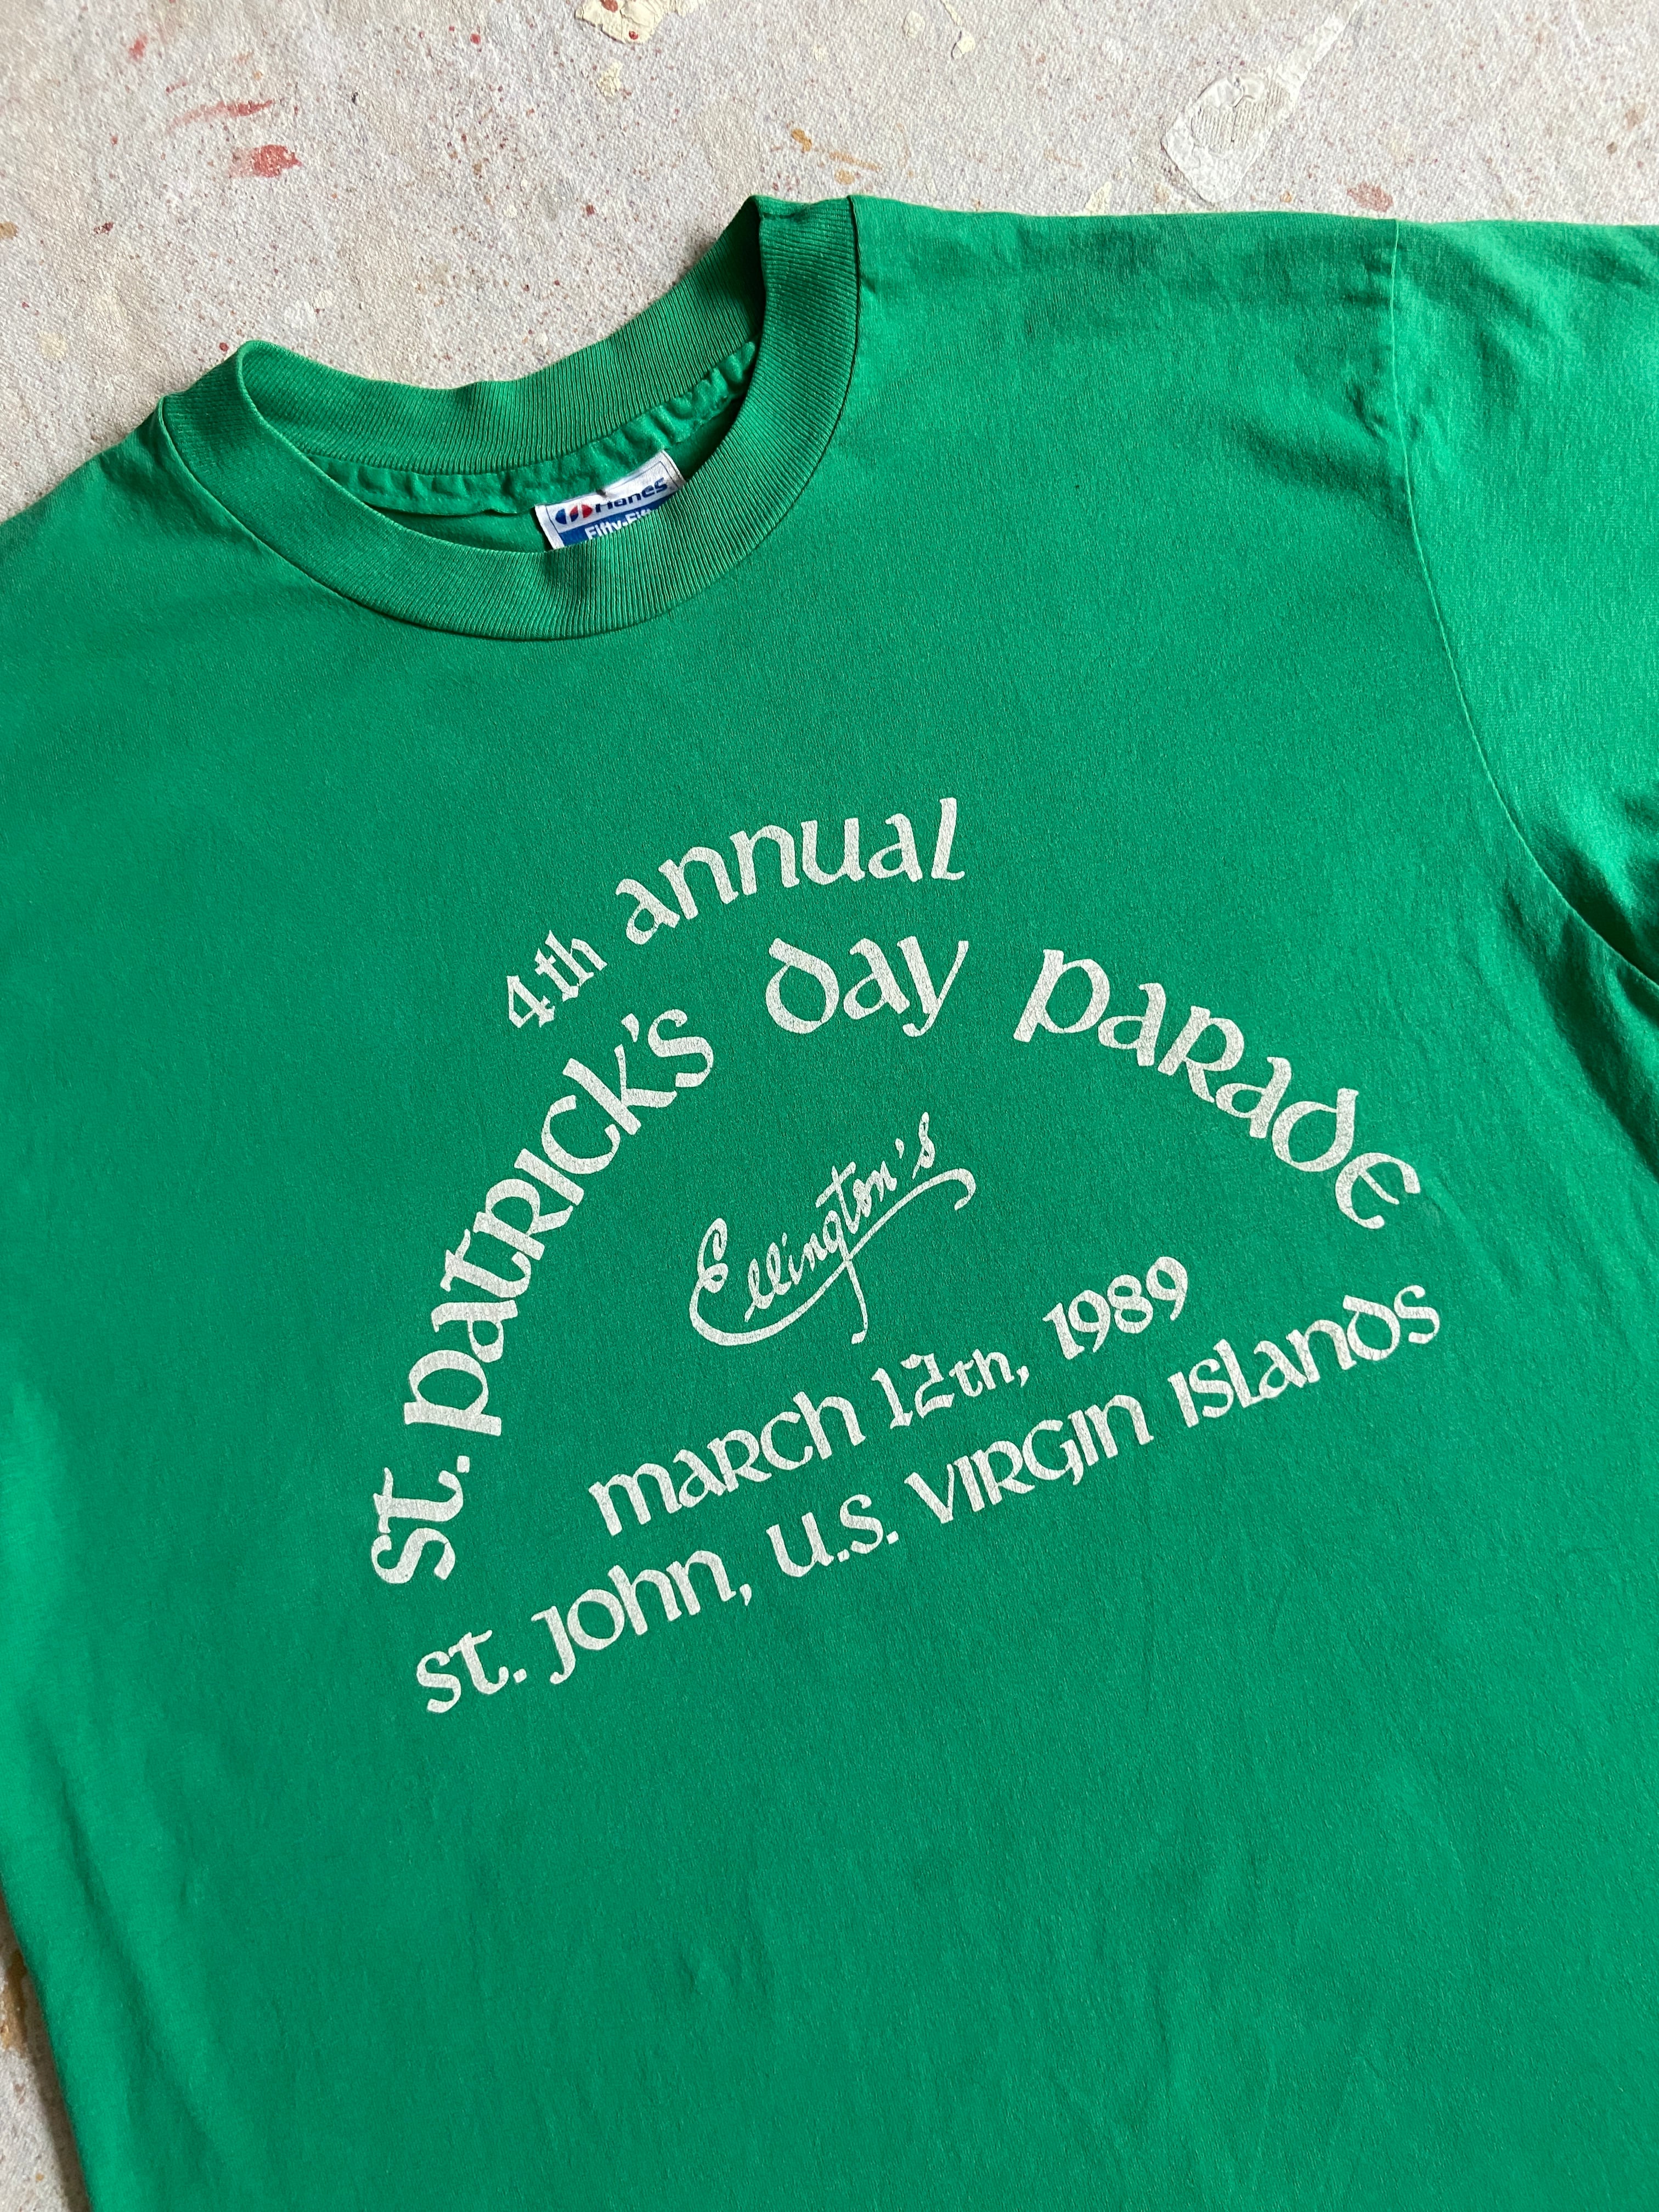 Hanes
4th annual
St. Patrick's Day Parade
Ellington's
March 12th, 1989
St. John, U.S. Virgin Islands